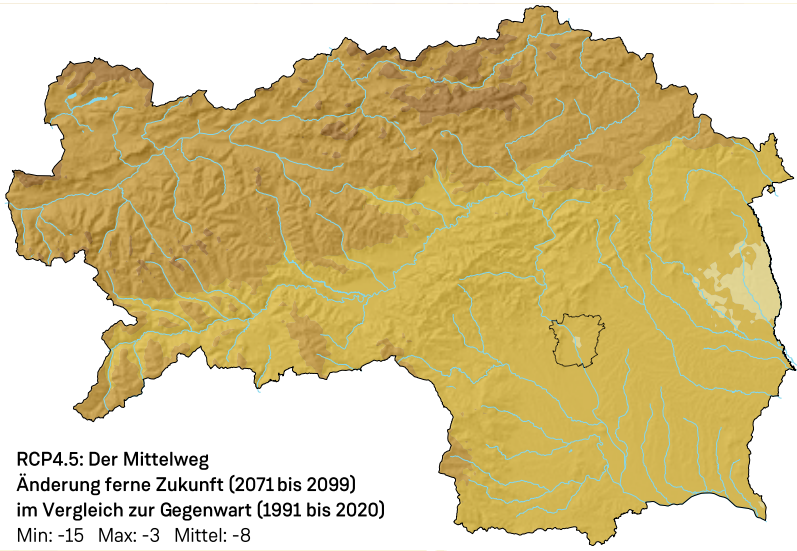 RCP4.5: Der Mittelweg
Änderung ferne Zukunft (2071 bis 2099)
im Vergleich zur Gegenwart (1991 bis 2020)
Min: -15 Max: -3 Mittel: -8